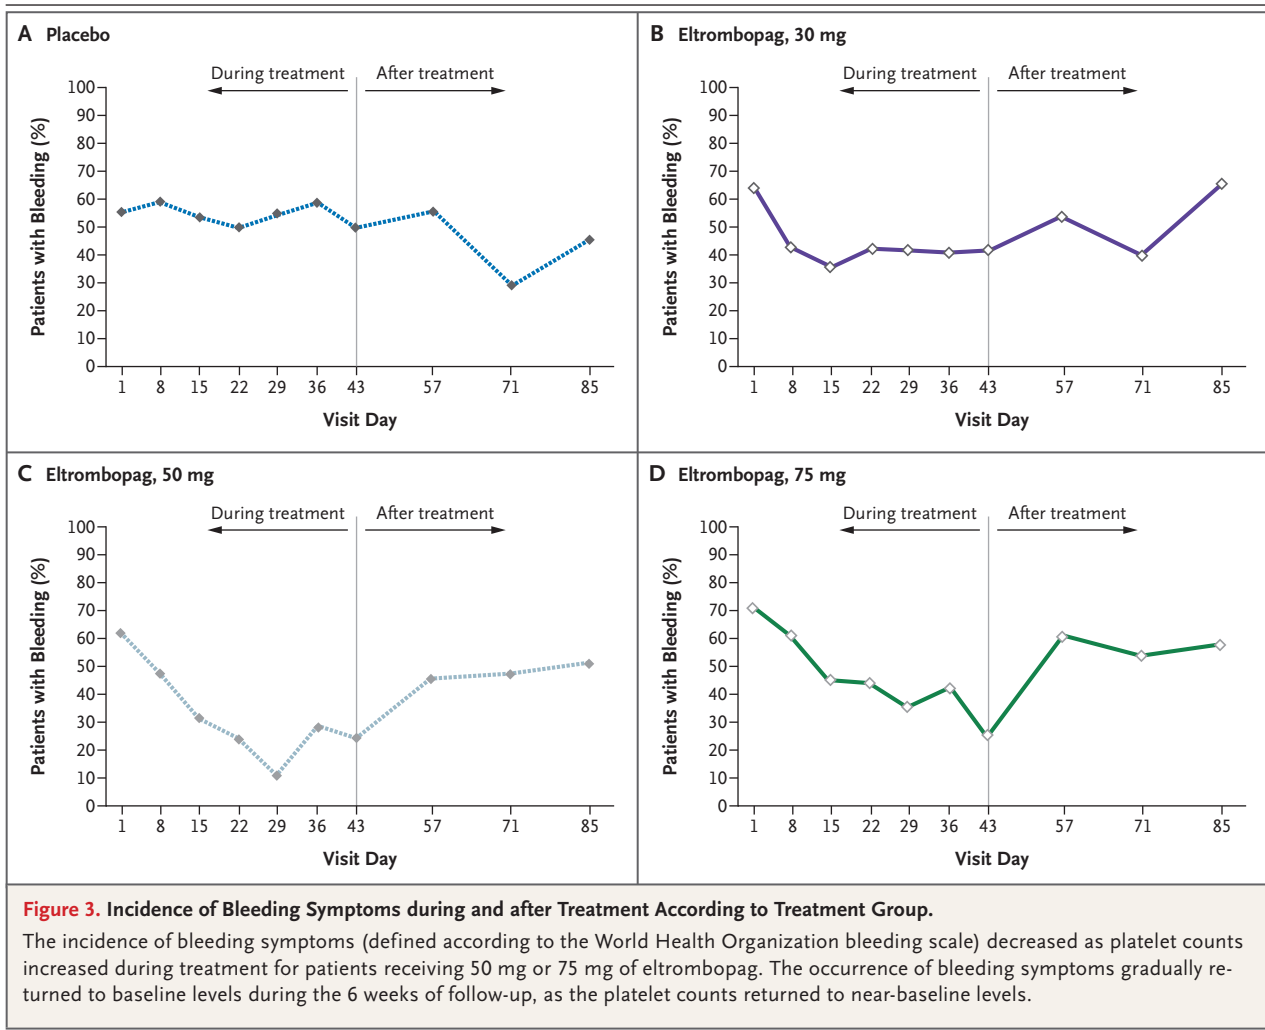 A Placebo
During treatment
After treatment
Patients with Bleeding (%)
100
90
80
70
60
50
40
30
20
10
0
1 8 15 22 29 36 43 57 71 85
Visit Day
B Eltrombopag, 30 mg
During treatment
After treatment
Patients with Bleeding (%)
100
90
80
70
60
50
40
30
20
10
0
1 8 15 22 29 36 43 57 71 85
Visit Day
C Eltrombopag, 50 mg
During treatment
After treatment
Patients with Bleeding (%)
100
90
80
70
60
50
40
30
20
10
0
1 8 15 22 29 36 43 57 71 85
Visit Day
D Eltrombopag, 75 mg
During treatment
After treatment
Patients with Bleeding (%)
100
90
80
70
60
50
40
30
20
10
0
1 8 15 22 29 36 43 57 71 85
Visit Day
Figure 3. Incidence of Bleeding Symptoms during and after Treatment According to Treatment Group.
The incidence of bleeding symptoms (defined according to the World Health Organization bleeding scale) decreased as platelet counts
increased during treatment for patients receiving 50 mg or 75 mg of eltrombopag. The occurrence of bleeding symptoms gradually re-
turned to baseline levels during the 6 weeks of follow-up, as the platelet counts returned to near-baseline levels.